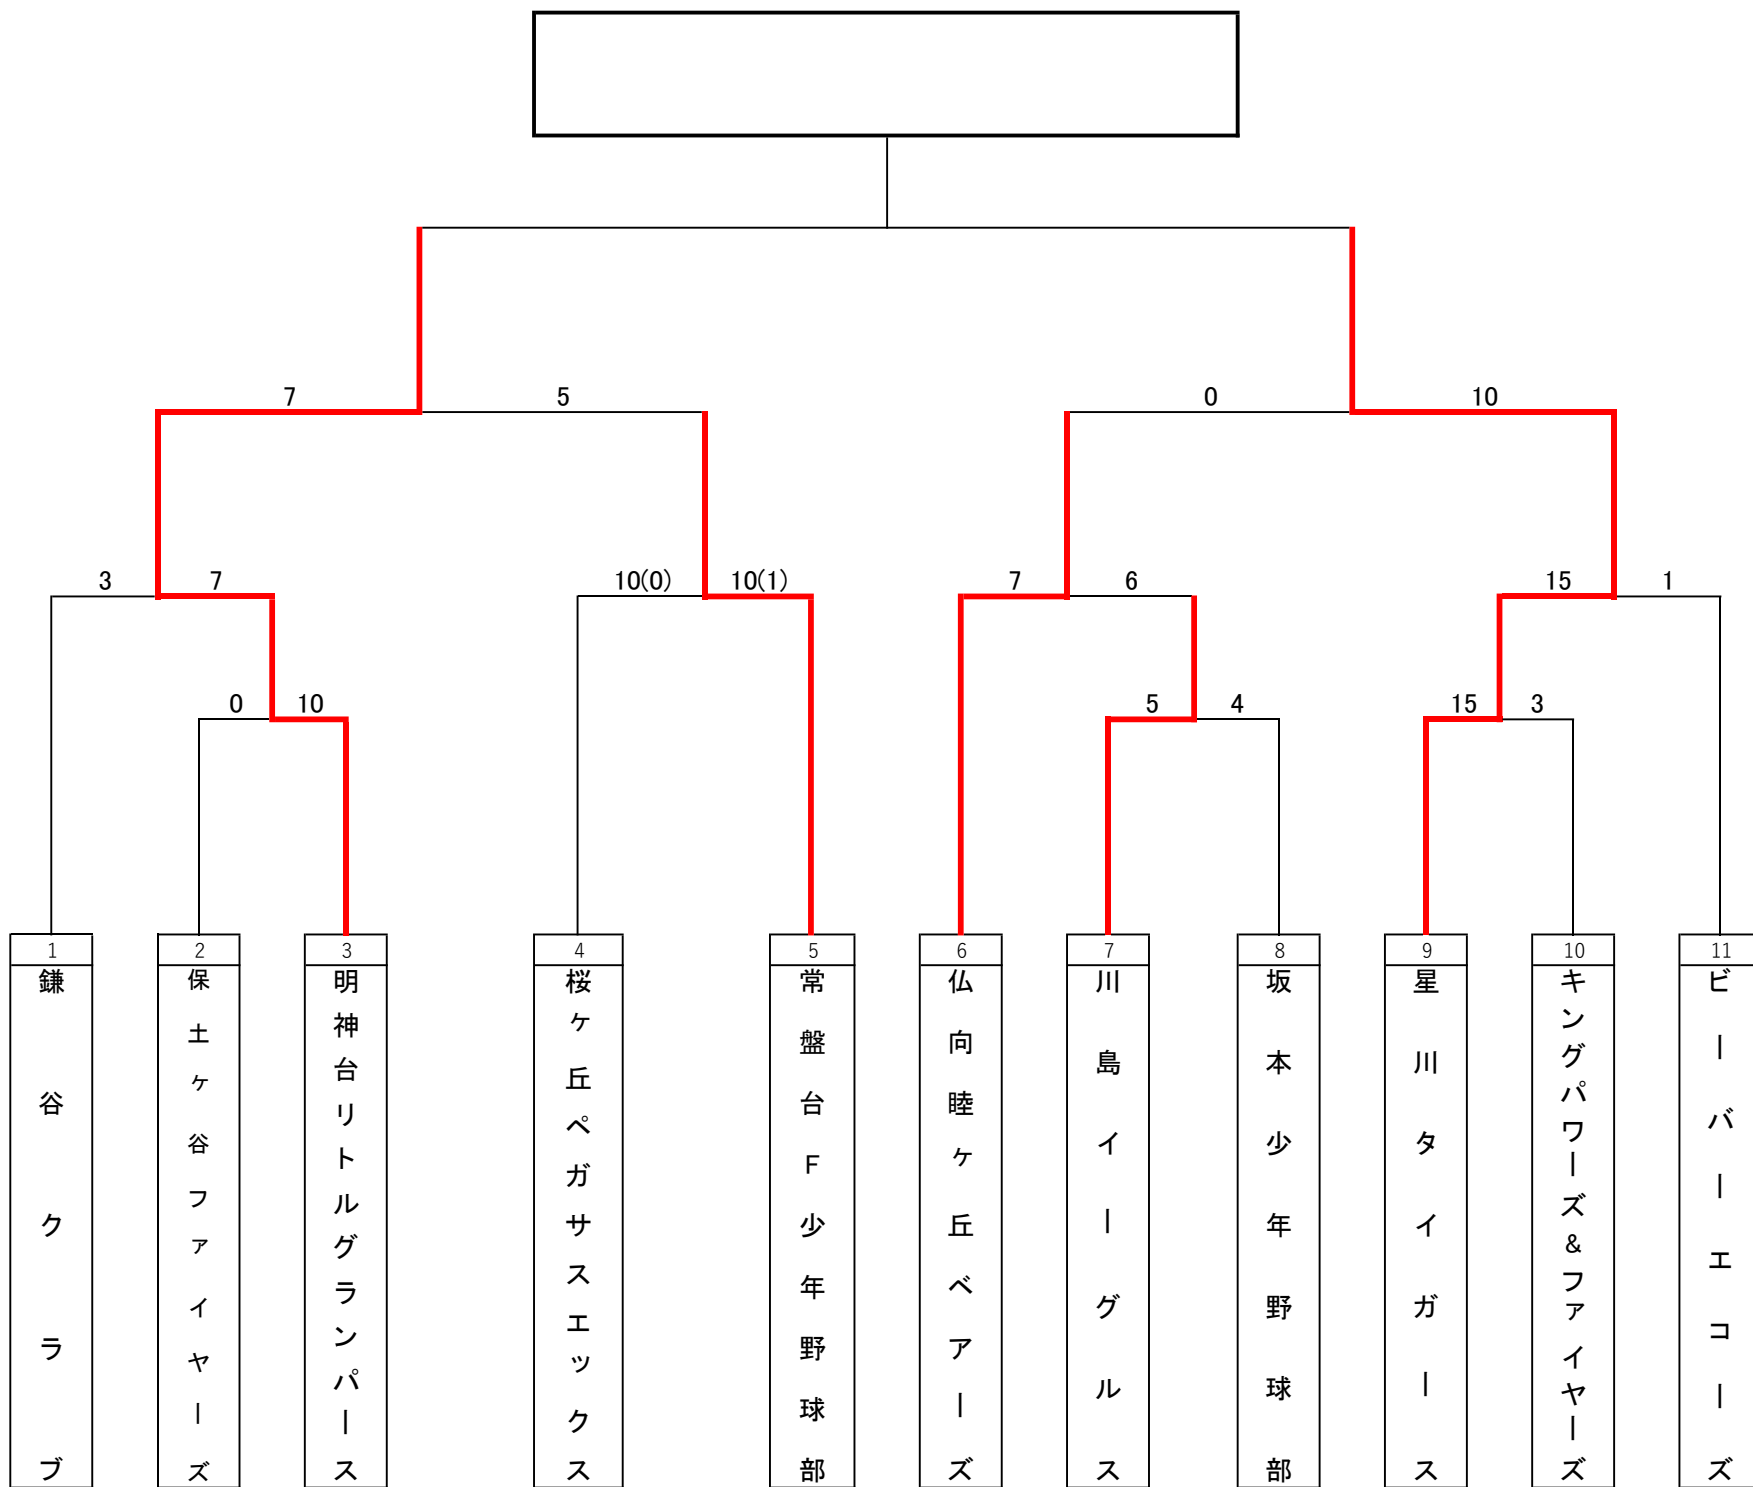 7 5 0 10
3 7 10(0) 10(1) 7 6 15 1
0 10 5 4 15 3
1 2 3 4 5 6 7 8 9 10 11
鎌谷クラブ
保土ヶ谷ファイヤーズ
明神台リトルグランパース
桜ヶ丘ペガサスエックス
常盤台F少年野球部
仏向睦ヶ丘ベアーズ
川島イーグルス
坂本少年野球部
星川タイガース
キングパワーズ&ファイヤーズ
ビーバーエコーズ